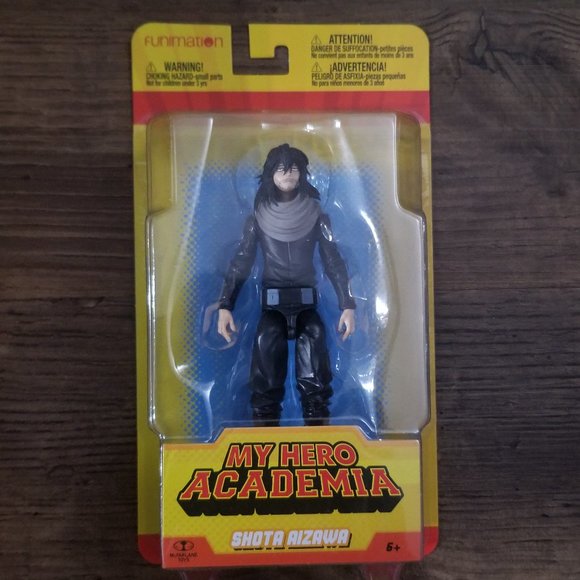 FUNIMATION
WARNING!
CHOKING HAZARD-small parts
Not for children under 3 yrs
ATTENTION!
DANGER DE SUFFOCATION-petites pièces
Ne convient pas aux enfants de moins de 3 ans
¡ADVERTENCIA!
PELIGRO DE ASFIXIA-piezas pequeñas
No para niños menores de 3 años
MY HERO
ACADEMIA
SHOTA AIZAWA
McFARLANE
TOYS
6+